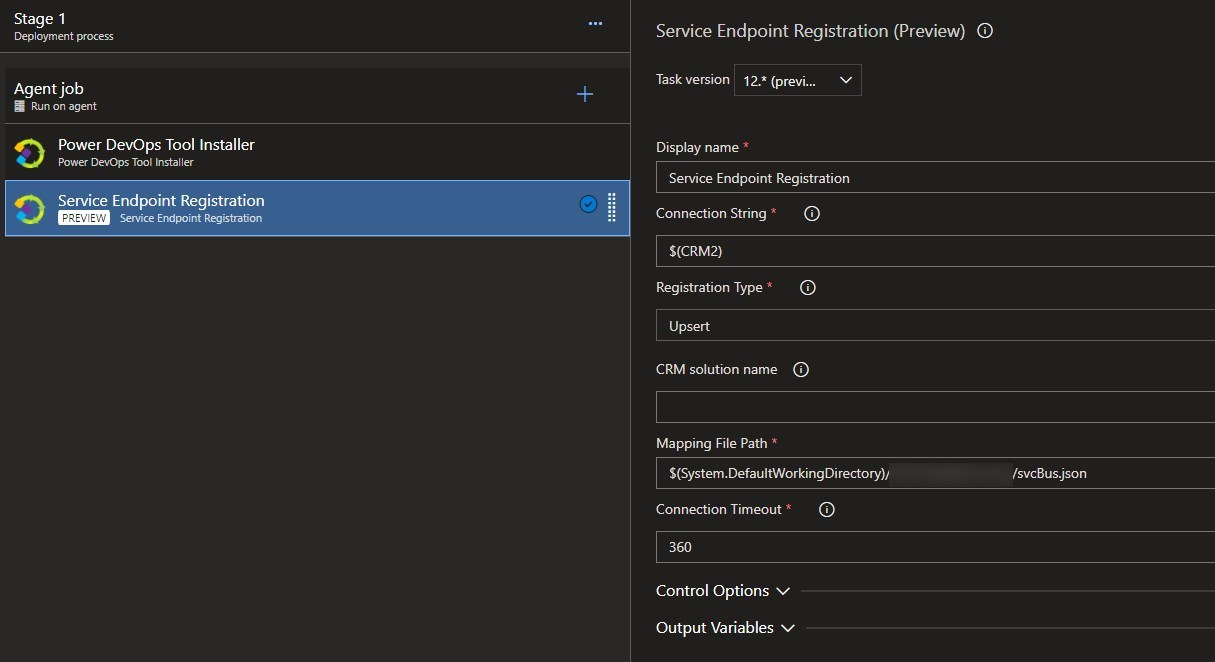 Stage 1
Deployment process
Agent job
Run on agent
Power DevOps Tool Installer
Power DevOps Tool Installer
Service Endpoint Registration
PREVIEW Service Endpoint Registration
Service Endpoint Registration (Preview)
Task version 12.* (previ...
Display name *
Service Endpoint Registration
Connection String *
$(CRM2)
Registration Type *
Upsert
CRM solution name
Mapping File Path *
$(System.DefaultWorkingDirectory)/ /svcBus.json
Connection Timeout *
360
Control Options
Output Variables